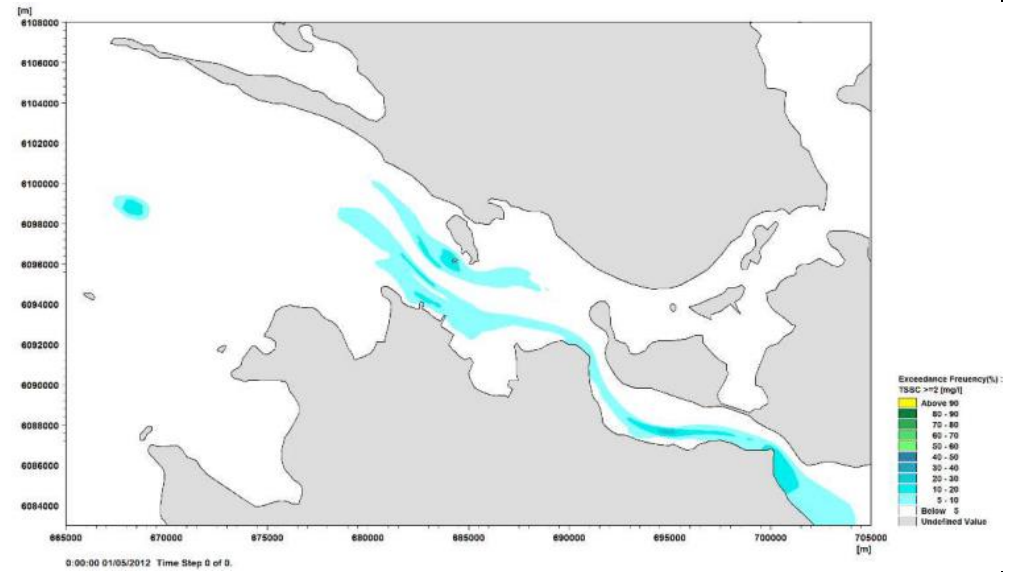 [m]
6108000
6106000
6104000
6102000
6100000
6098000
6096000
6094000
6092000
6090000
6088000
6086000
6084000
665000 670000 675000 680000 685000 690000 695000 700000 705000
[m]
0:00:00 01/05/2012 Time Step 0 of 0.
Exceedance Freuency(%) :
TSSC >=2 [mg/l]
Above 90
80 - 90
70 - 80
60 - 70
50 - 60
40 - 50
30 - 40
20 - 30
10 - 20
5 - 10
Below 5
Undefined Value